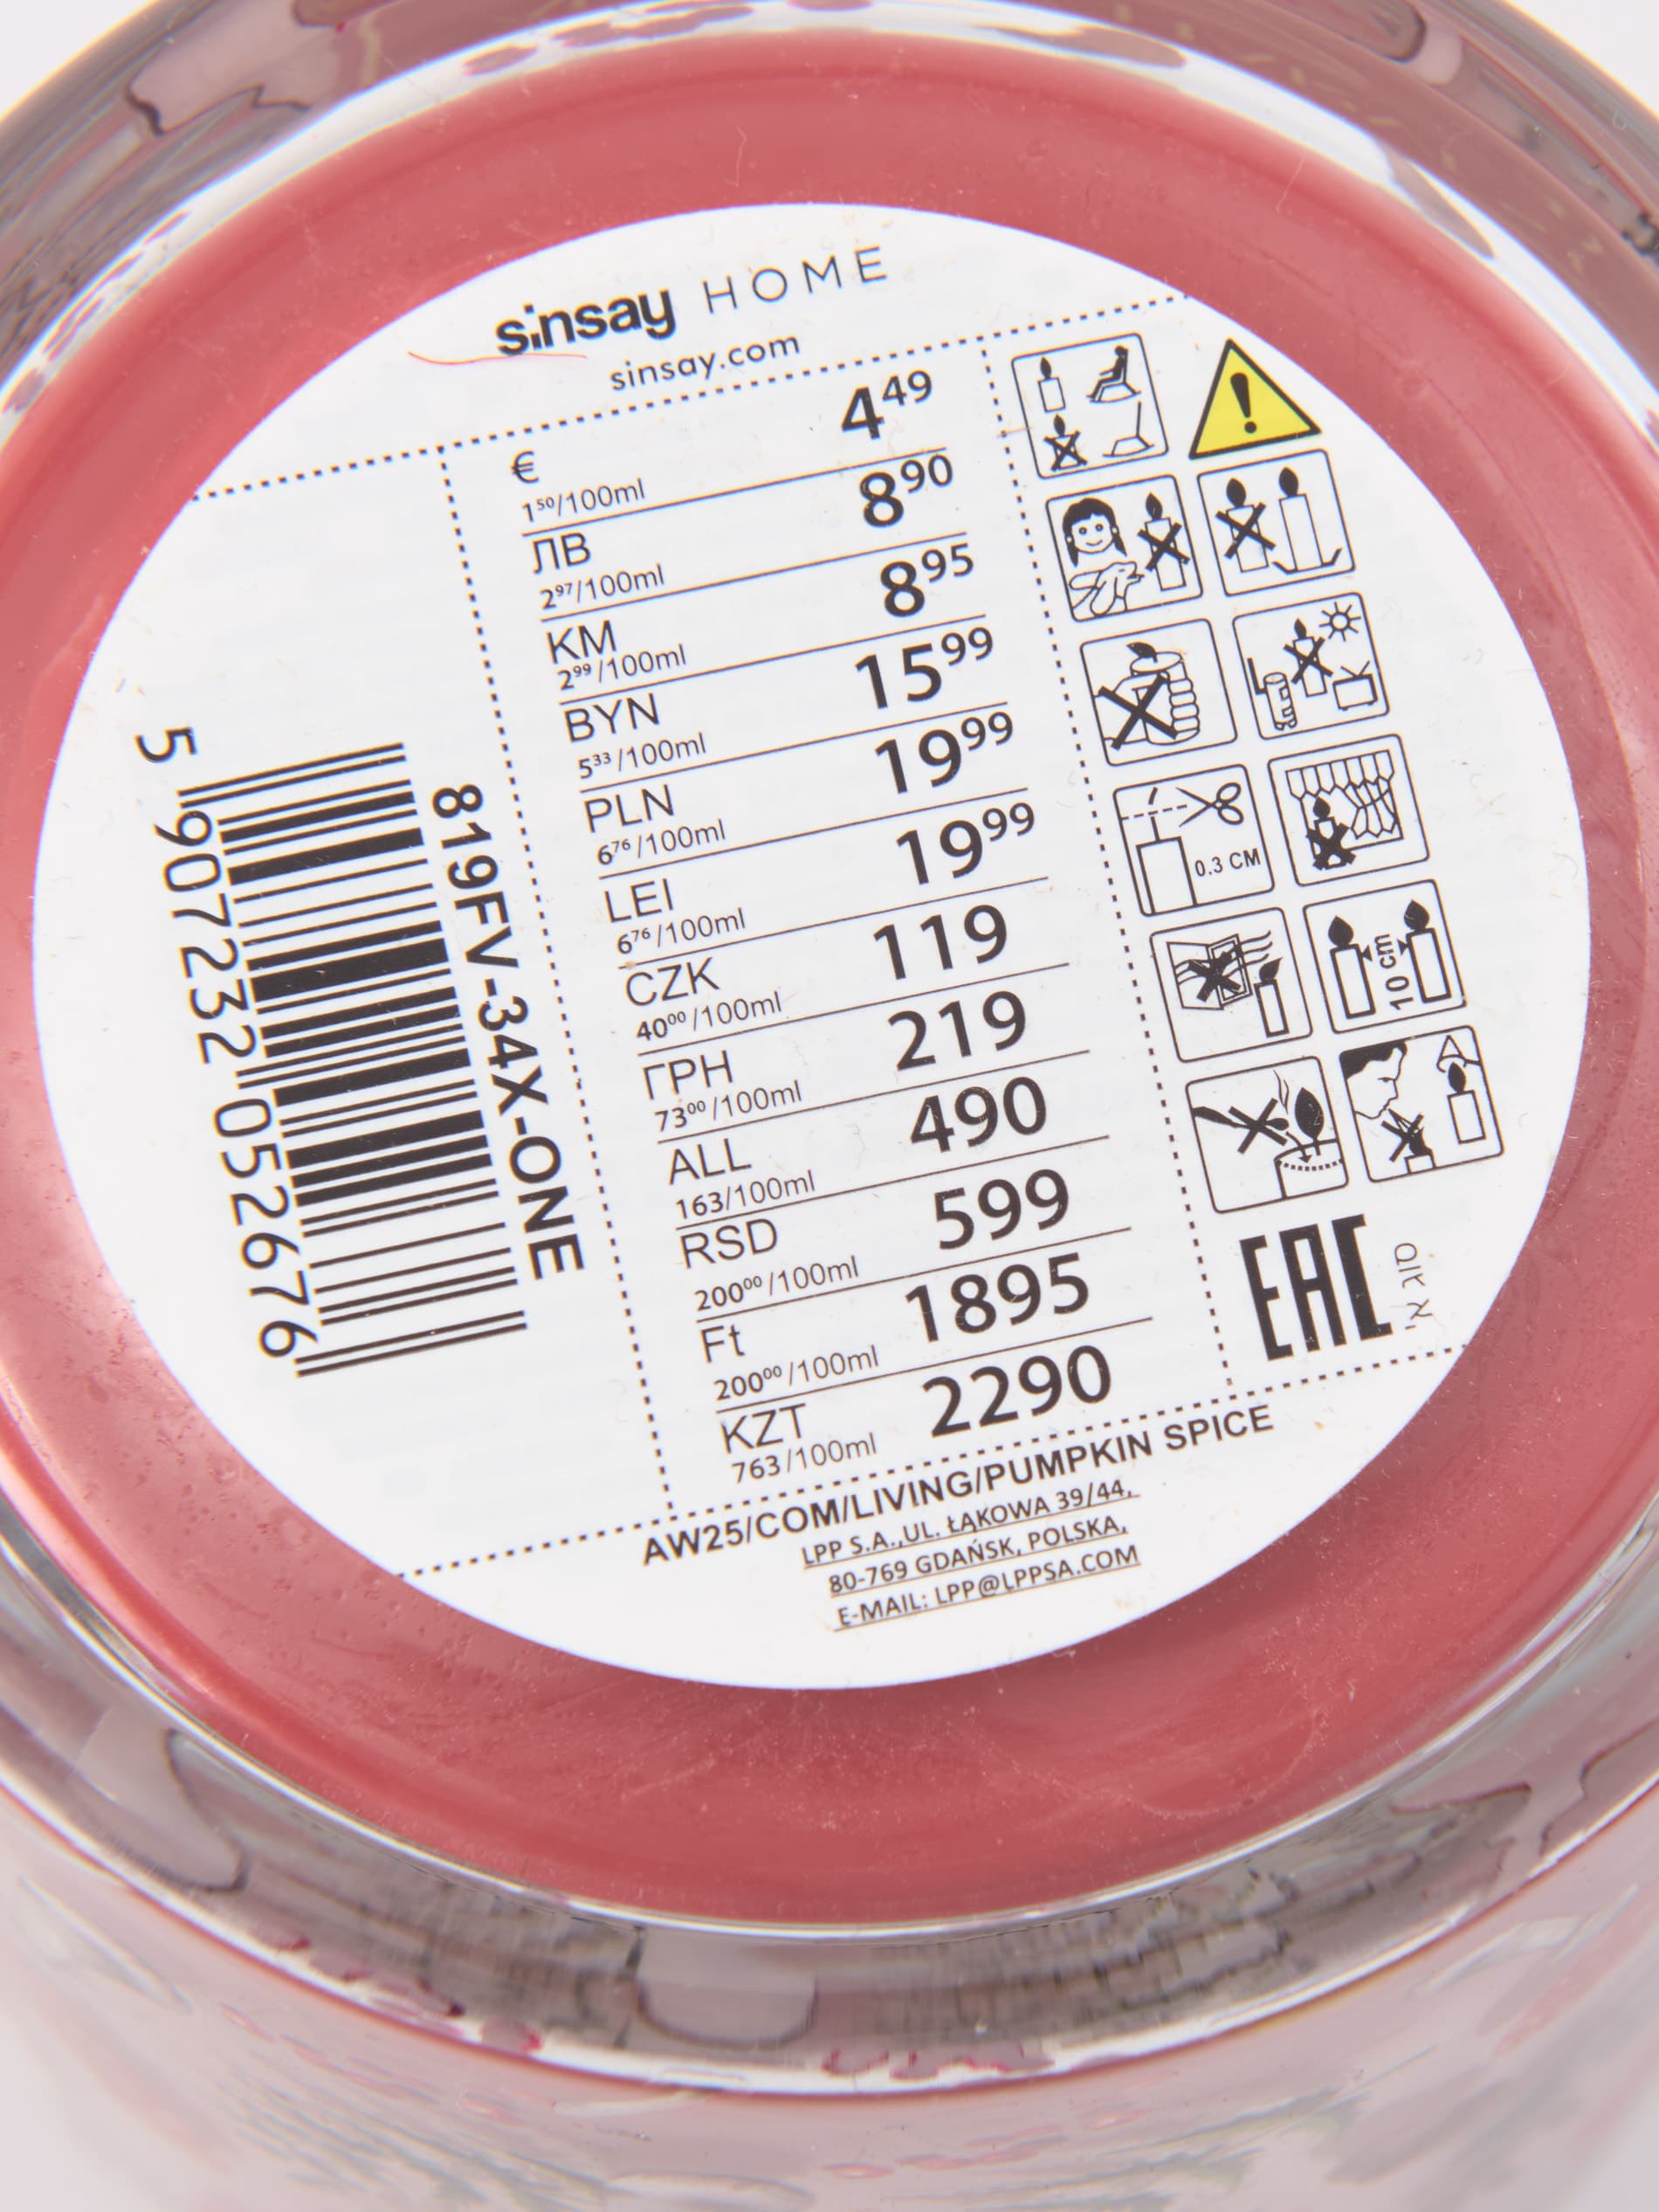 sinsay HOME
sinsay.com
€ 4⁴⁹
1⁵⁰/100ml
ЛВ 8⁹⁰
2⁹⁷/100ml
KM 8⁹⁵
2⁹⁹/100ml
BYN 15⁹⁹
5³³/100ml
PLN 19⁹⁹
6⁷⁶/100ml
LEI 19⁹⁹
6⁷⁶/100ml
CZK 119
40⁰⁰/100ml
ГРН 219
73⁰⁰/100ml
ALL 490
163/100ml
RSD 599
200⁰⁰/100ml
Ft 1895
200⁰⁰/100ml
KZT 2290
763/100ml
819FV-34X-ONE
5 907232 052676
0.3 CM
10 cm
EAC
סוג א'
AW25/COM/LIVING/PUMPKIN SPICE
LPP S.A.,UL. ŁĄKOWA 39/44,
80-769 GDAŃSK, POLSKA,
E-MAIL: LPP@LPPSA.COM